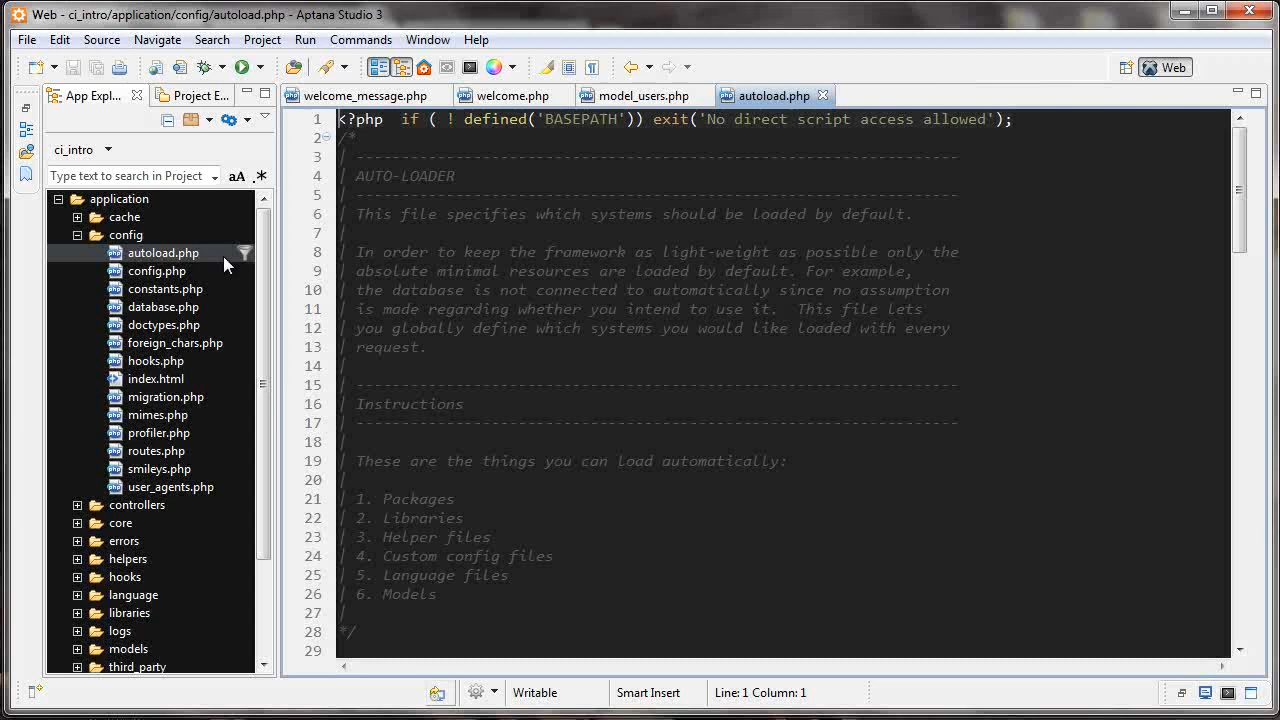 Web - ci_intro/application/config/autoload.php - Aptana Studio 3
File Edit Source Navigate Search Project Run Commands Window Help
Web
App Expl...
Project E...
ci_intro
Type text to search in Project
aA .*
application
cache
config
autoload.php
config.php
constants.php
database.php
doctypes.php
foreign_chars.php
hooks.php
index.html
migration.php
mimes.php
profiler.php
routes.php
smileys.php
user_agents.php
controllers
core
errors
helpers
hooks
language
libraries
logs
models
third_party
welcome_message.php welcome.php model_users.php autoload.php
1 <?php  if ( ! defined('BASEPATH')) exit('No direct script access allowed');
2 /*
3 | -------------------------------------------------------------------
4 | AUTO-LOADER
5 | -------------------------------------------------------------------
6 | This file specifies which systems should be loaded by default.
7 |
8 | In order to keep the framework as light-weight as possible only the
9 | absolute minimal resources are loaded by default. For example,
10 | the database is not connected to automatically since no assumption
11 | is made regarding whether you intend to use it.  This file lets
12 | you globally define which systems you would like loaded with every
13 | request.
14 |
15 | -------------------------------------------------------------------
16 | Instructions
17 | -------------------------------------------------------------------
18 |
19 | These are the things you can load automatically:
20 |
21 | 1. Packages
22 | 2. Libraries
23 | 3. Helper files
24 | 4. Custom config files
25 | 5. Language files
26 | 6. Models
27 |
28 */
29
Writable Smart Insert Line: 1 Column: 1